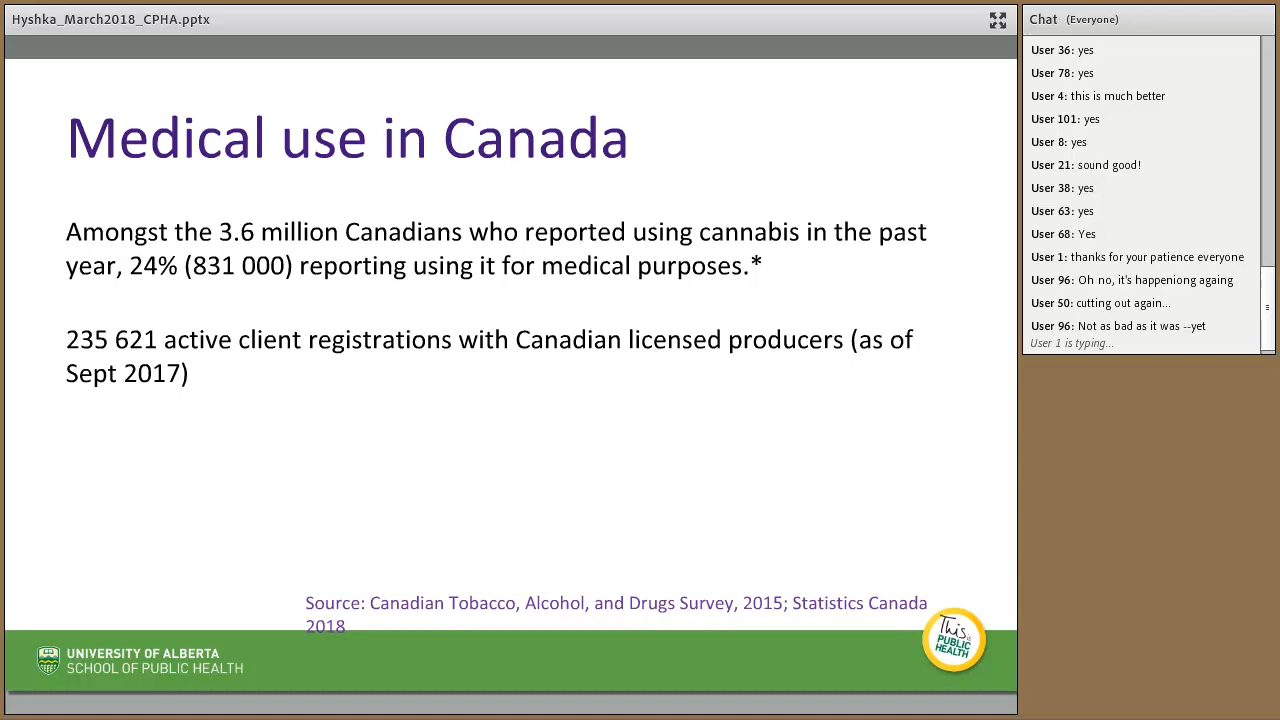 Hyshka_March2018_CPHA.pptx
Medical use in Canada
Amongst the 3.6 million Canadians who reported using cannabis in the past
year, 24% (831 000) reporting using it for medical purposes.*
235 621 active client registrations with Canadian licensed producers (as of
Sept 2017)
Source: Canadian Tobacco, Alcohol, and Drugs Survey, 2015; Statistics Canada
2018
UNIVERSITY OF ALBERTA
SCHOOL OF PUBLIC HEALTH
This is
PUBLIC
HEALTH
Chat (Everyone)
User 36: yes
User 78: yes
User 4: this is much better
User 101: yes
User 8: yes
User 21: sound good!
User 38: yes
User 63: yes
User 68: Yes
User 1: thanks for your patience everyone
User 96: Oh no, it's happeniong againg
User 50: cutting out again...
User 96: Not as bad as it was --yet
User 1 is typing...